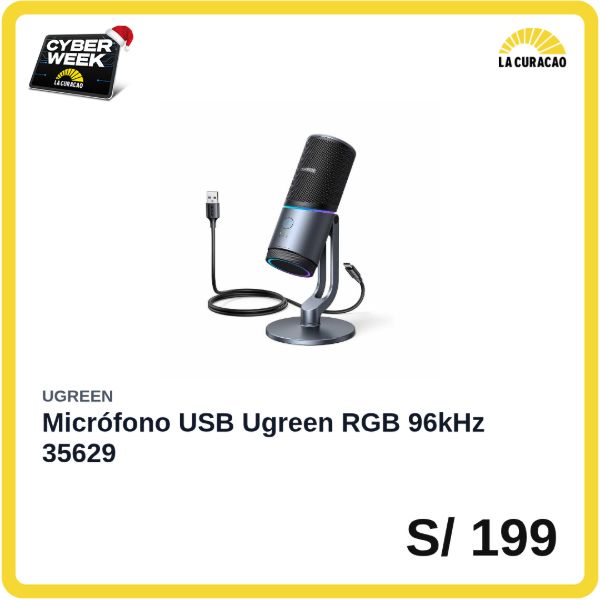 CYBER
WEEK
LA CURACAO
LA CURACAO
UGREEN
Micrófono USB Ugreen RGB 96kHz
35629
S/ 199